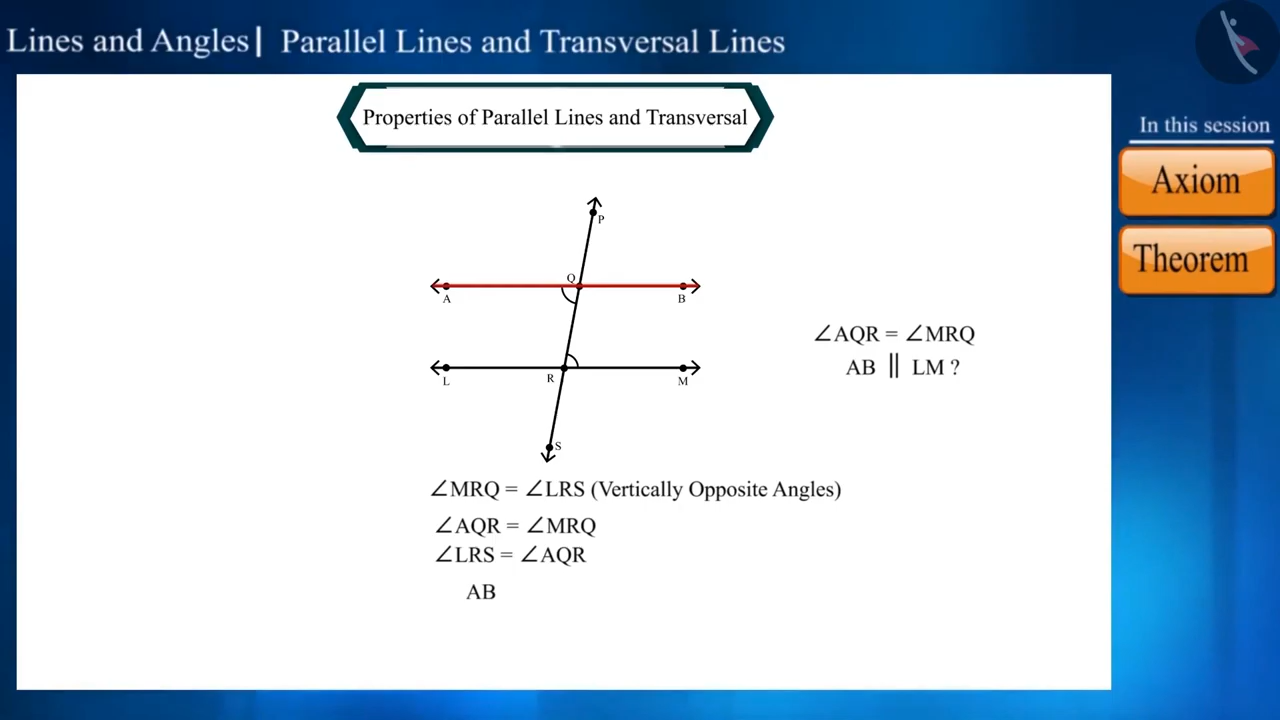 Lines and Angles| Parallel Lines and Transversal Lines
In this session
Axiom
Theorem
Properties of Parallel Lines and Transversal
P
Q
A
B
L
R
M
S
∠AQR = ∠MRQ
AB || LM ?
∠MRQ = ∠LRS (Vertically Opposite Angles)
∠AQR = ∠MRQ
∠LRS = ∠AQR
AB